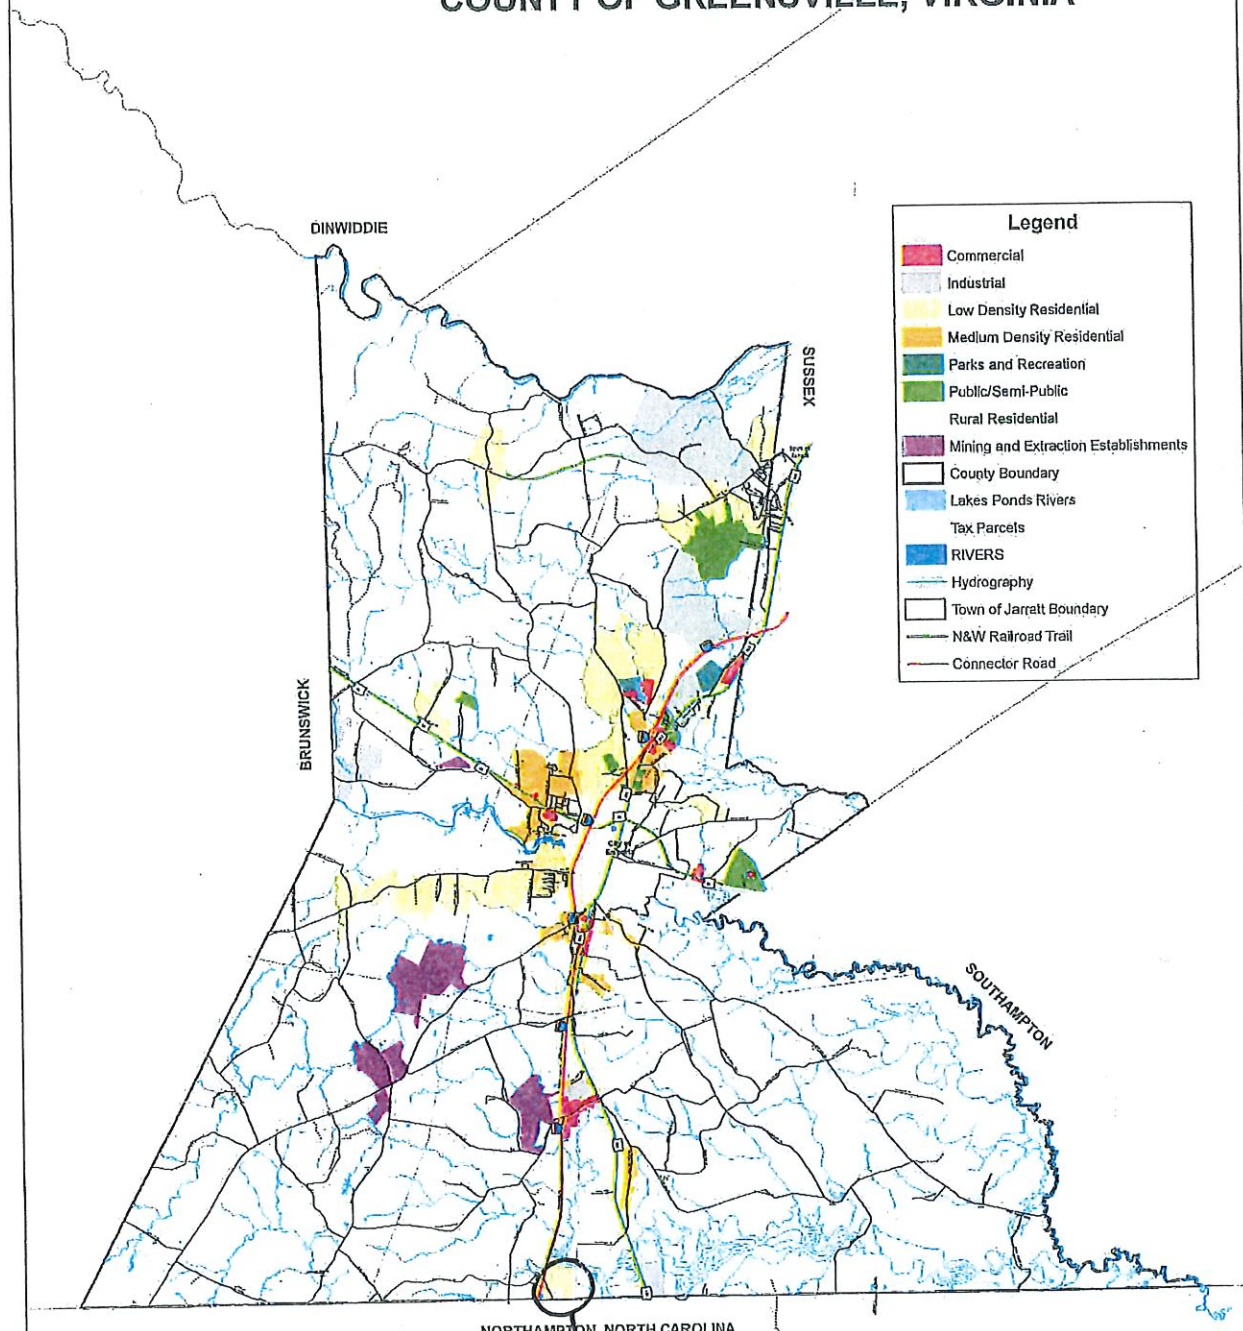 COUNTY OF GREENSVILLE, VIRGINIA
DINWIDDIE
Legend
Commercial
Industrial
Low Density Residential
Medium Density Residential
Parks and Recreation
Public/Semi-Public
Rural Residential
Mining and Extraction Establishments
County Boundary
Lakes Ponds Rivers
Tax Parcels
RIVERS
Hydrography
Town of Jarratt Boundary
N&W Railroad Trail
Connector Road
SUSSEX
BRUNSWICK
City of
SOUTHAMPTON
NORTHAMPTON, NORTH CAROLINA